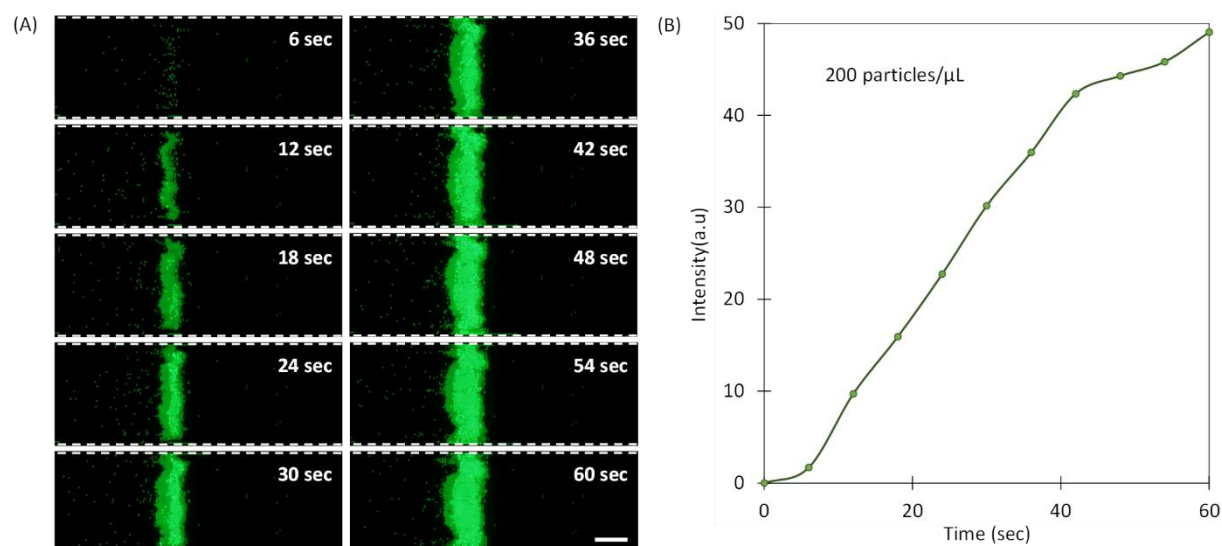 (A)
6 sec
36 sec
12 sec
42 sec
18 sec
48 sec
24 sec
54 sec
30 sec
60 sec
(B)
200 particles/µL
50
40
30
20
10
0
Intensity(a.u)
0 20 40 60
Time (sec)